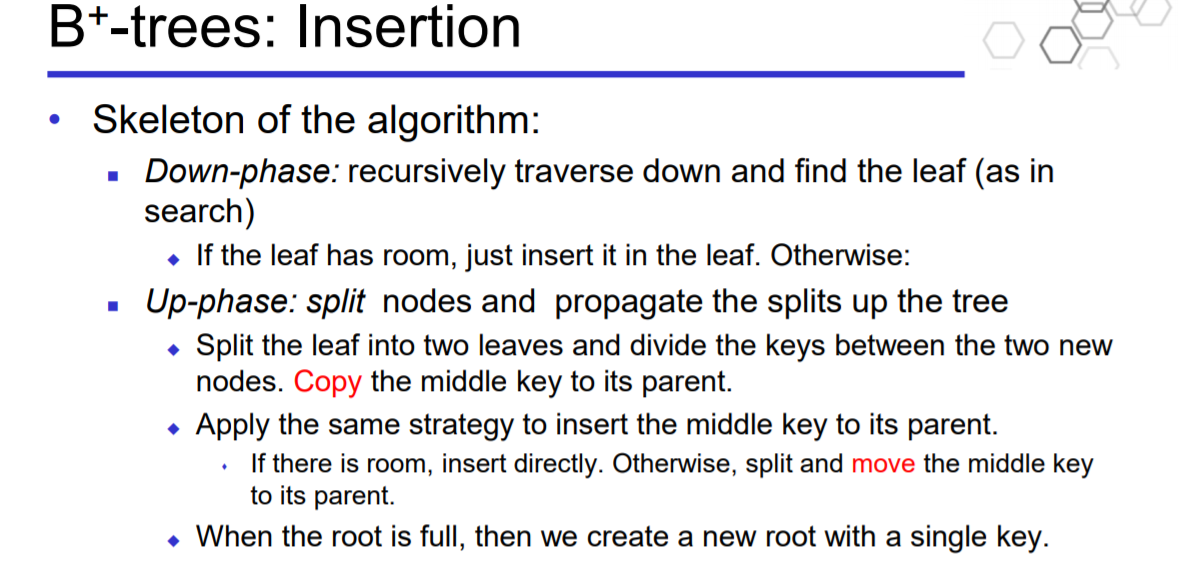 B⁺-trees: Insertion
• Skeleton of the algorithm:
▪ Down-phase: recursively traverse down and find the leaf (as in
search)
◆ If the leaf has room, just insert it in the leaf. Otherwise:
▪ Up-phase: split nodes and propagate the splits up the tree
◆ Split the leaf into two leaves and divide the keys between the two new
nodes. Copy the middle key to its parent.
◆ Apply the same strategy to insert the middle key to its parent.
⬩ If there is room, insert directly. Otherwise, split and move the middle key
to its parent.
◆ When the root is full, then we create a new root with a single key.